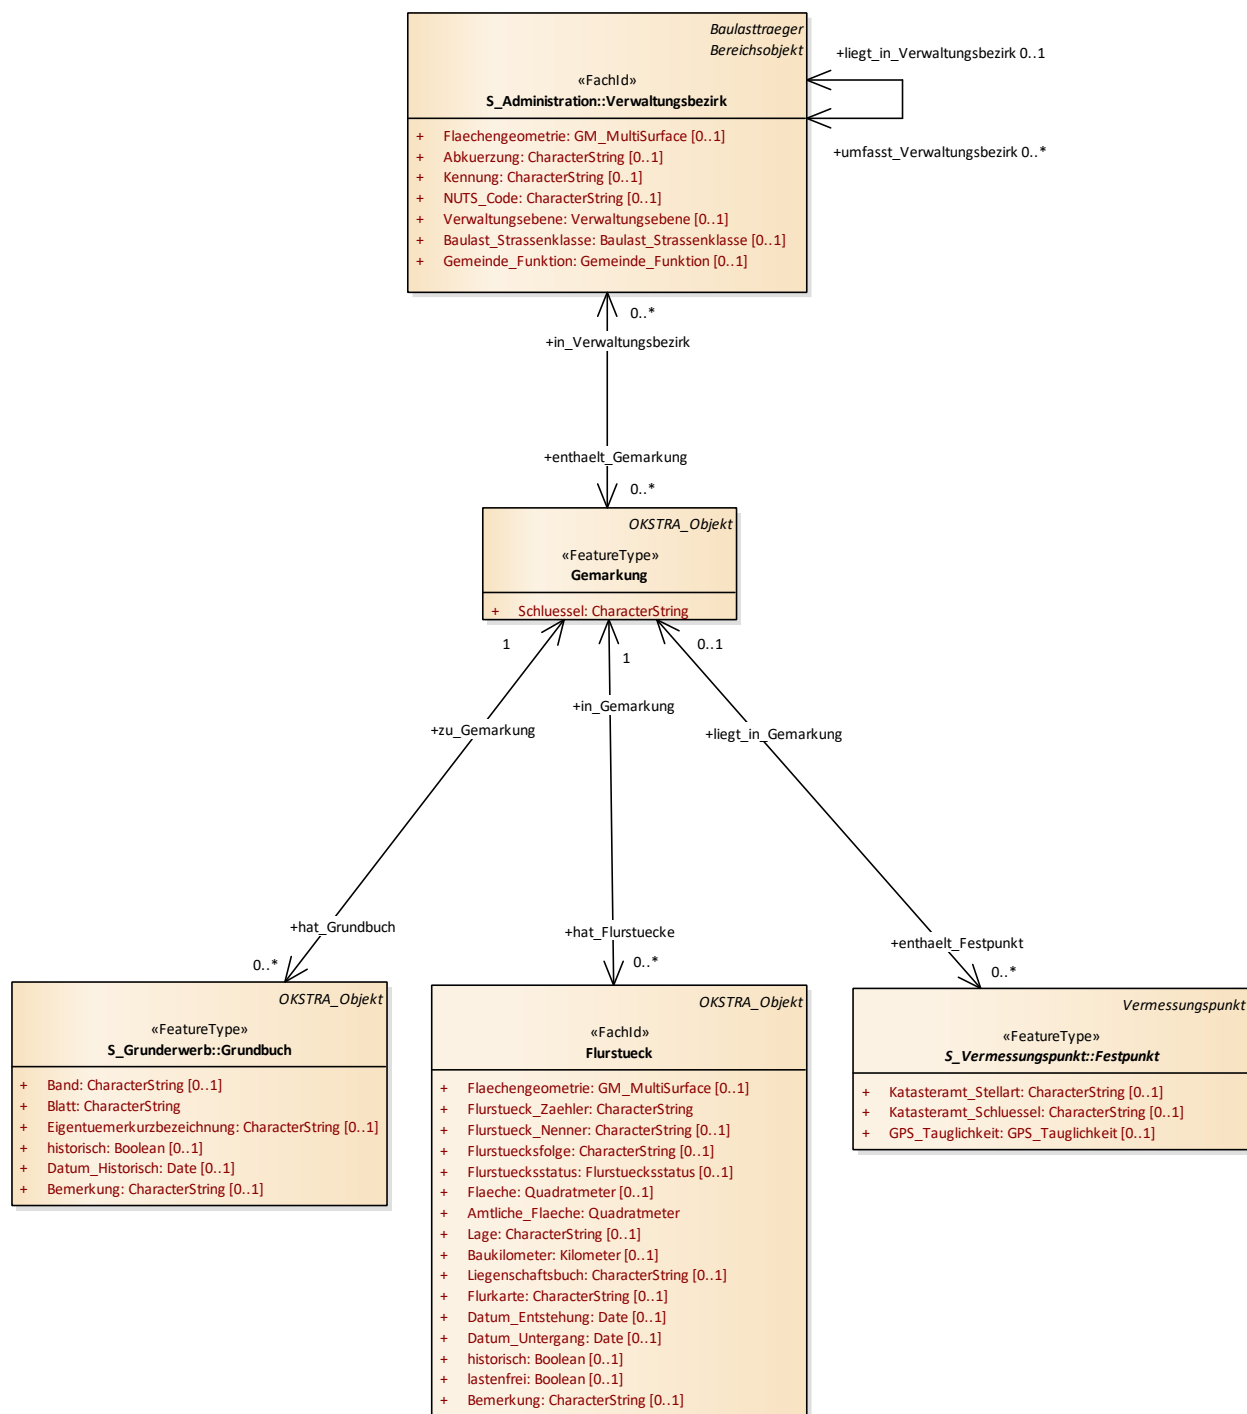 Baulasttraeger
Bereichsobjekt
«FachId»
S_Administration::Verwaltungsbezirk
+ Flaechengeometrie: GM_MultiSurface [0..1]
+ Abkuerzung: CharacterString [0..1]
+ Kennung: CharacterString [0..1]
+ NUTS_Code: CharacterString [0..1]
+ Verwaltungsebene: Verwaltungsebene [0..1]
+ Baulast_Strassenklasse: Baulast_Strassenklasse [0..1]
+ Gemeinde_Funktion: Gemeinde_Funktion [0..1]
+liegt_in_Verwaltungsbezirk 0..1
+umfasst_Verwaltungsbezirk 0..*
0..*
+in_Verwaltungsbezirk
+enthaelt_Gemarkung
0..*
OKSTRA_Objekt
«FeatureType»
Gemarkung
+ Schluessel: CharacterString
1
1
0..1
+in_Gemarkung
+zu_Gemarkung
+liegt_in_Gemarkung
+hat_Grundbuch
+hat_Flurstuecke
+enthaelt_Festpunkt
0..*
0..*
0..*
OKSTRA_Objekt
«FeatureType»
S_Grunderwerb::Grundbuch
+ Band: CharacterString [0..1]
+ Blatt: CharacterString
+ Eigentuemerkurzbezeichnung: CharacterString [0..1]
+ historisch: Boolean [0..1]
+ Datum_Historisch: Date [0..1]
+ Bemerkung: CharacterString [0..1]
OKSTRA_Objekt
«FachId»
Flurstueck
+ Flaechengeometrie: GM_MultiSurface [0..1]
+ Flurstueck_Zaehler: CharacterString
+ Flurstueck_Nenner: CharacterString [0..1]
+ Flurstuecksfolge: CharacterString [0..1]
+ Flurstuecksstatus: Flurstuecksstatus [0..1]
+ Flaeche: Quadratmeter [0..1]
+ Amtliche_Flaeche: Quadratmeter
+ Lage: CharacterString [0..1]
+ Baukilometer: Kilometer [0..1]
+ Liegenschaftsbuch: CharacterString [0..1]
+ Flurkarte: CharacterString [0..1]
+ Datum_Entstehung: Date [0..1]
+ Datum_Untergang: Date [0..1]
+ historisch: Boolean [0..1]
+ lastenfrei: Boolean [0..1]
+ Bemerkung: CharacterString [0..1]
Vermessungspunkt
«FeatureType»
S_Vermessungspunkt::Festpunkt
+ Katasteramt_Stellart: CharacterString [0..1]
+ Katasteramt_Schluessel: CharacterString [0..1]
+ GPS_Tauglichkeit: GPS_Tauglichkeit [0..1]